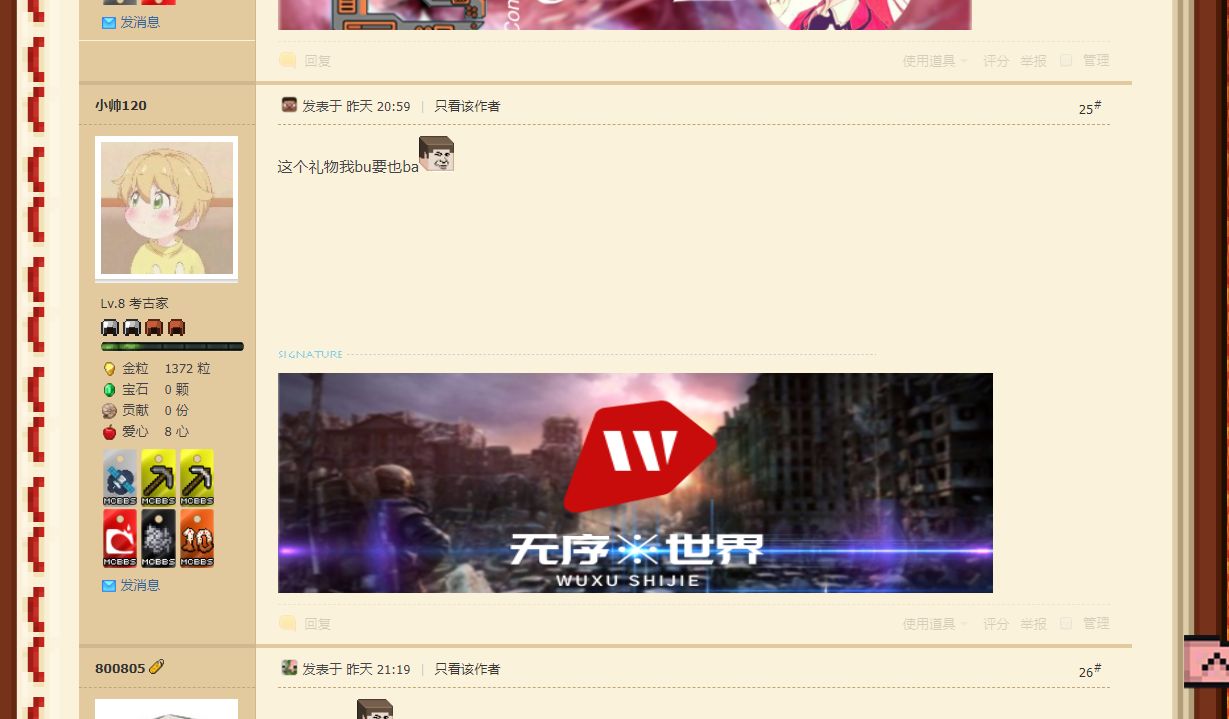 发消息
Con
回复
使用道具 评分 举报 管理
小帅120
发表于 昨天 20:59 | 只看该作者
25#
这个礼物我bu要也ba
Lv.8 考古家
金粒 1372 粒
宝石 0 颗
贡献 0 份
爱心 8 心
MCBBS MCBBS MCBBS
10
MCBBS MCBBS MCBBS
发消息
SIGNATURE
W
无序※世界
WUXU SHIJIE
回复
使用道具 评分 举报 管理
800805
发表于 昨天 21:19 | 只看该作者
26#